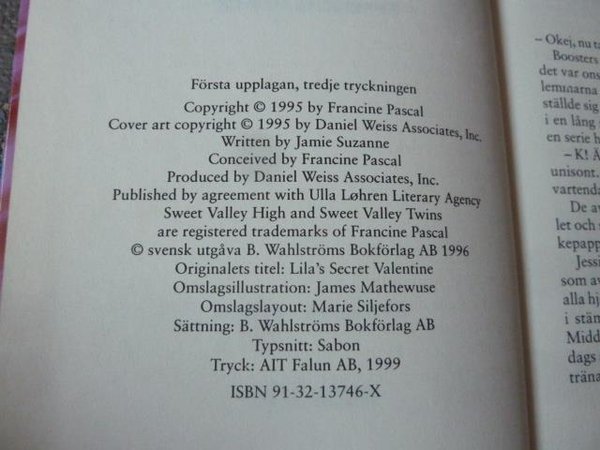 Första upplagan, tredje tryckningen
Copyright © 1995 by Francine Pascal
Cover art copyright © 1995 by Daniel Weiss Associates, Inc.
Written by Jamie Suzanne
Conceived by Francine Pascal
Produced by Daniel Weiss Associates, Inc.
Published by agreement with Ulla Løhren Literary Agency
Sweet Valley High and Sweet Valley Twins
are registered trademarks of Francine Pascal
© svensk utgåva B. Wahlströms Bokförlag AB 1996
Originalets titel: Lila's Secret Valentine
Omslagsillustration: James Mathewuse
Omslagslayout: Marie Siljefors
Sättning: B. Wahlströms Bokförlag AB
Typsnitt: Sabon
Tryck: AIT Falun AB, 1999
ISBN 91-32-13746-X
– Okej, nu
Boosters
det var
lemmarna
ställde sig
i en lång
en serie
– K!
unisont.
vartenda
De
let och
Jessi
som
alla
i
Midd
dags
träna